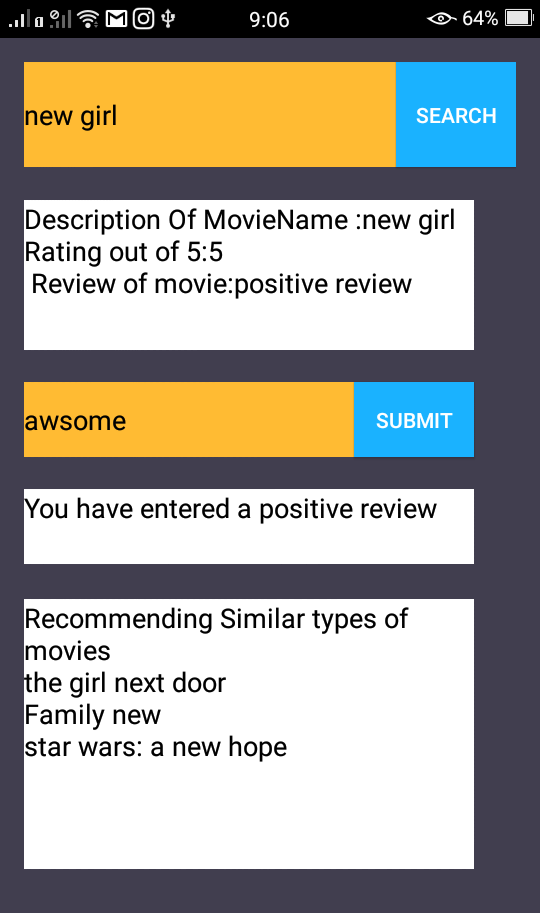 9:06
64%
new girl
SEARCH
Description Of MovieName :new girl
Rating out of 5:5
Review of movie:positive review
awsome
SUBMIT
You have entered a positive review
Recommending Similar types of
movies
the girl next door
Family new
star wars: a new hope